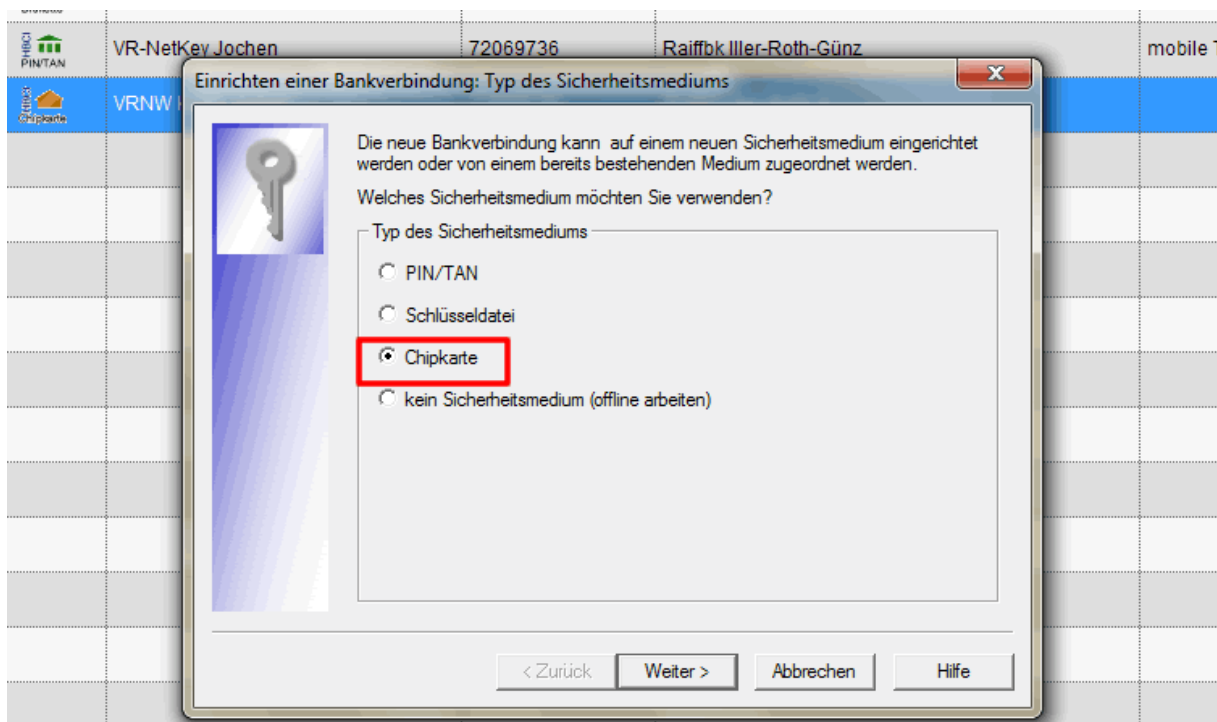 HBCI
PIN/TAN
VR-NetKey Jochen
72069736
Raiffbk Iller-Roth-Günz
mobile
Einrichten einer Bankverbindung: Typ des Sicherheitsmediums
Chipkarte
VRNW
Die neue Bankverbindung kann auf einem neuen Sicherheitsmedium eingerichtet
werden oder von einem bereits bestehenden Medium zugeordnet werden.
Welches Sicherheitsmedium möchten Sie verwenden?
Typ des Sicherheitsmediums
PIN/TAN
Schlüsseldatei
Chipkarte
kein Sicherheitsmedium (offline arbeiten)
< Zurück
Weiter >
Abbrechen
Hilfe